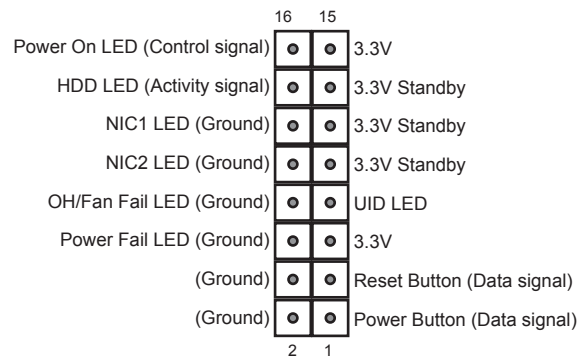 16 15
Power On LED (Control signal) 3.3V
HDD LED (Activity signal) 3.3V Standby
NIC1 LED (Ground) 3.3V Standby
NIC2 LED (Ground) 3.3V Standby
OH/Fan Fail LED (Ground) UID LED
Power Fail LED (Ground) 3.3V
(Ground) Reset Button (Data signal)
(Ground) Power Button (Data signal)
2 1